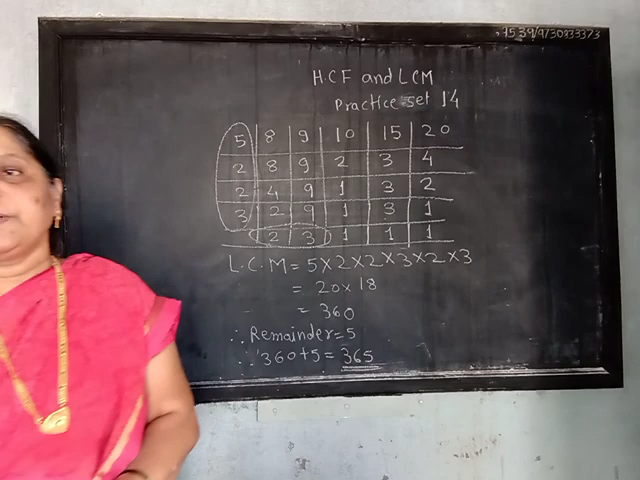 H.C.F and LCM
Practice set 14
5 8 9 10 15 20
2 8 9 2 3 4
2 4 9 1 3 2
3 2 9 1 3 1
2 3 1 1 1
L.C.M = 5×2×2×3×2×3
= 20×18
= 360
∴ Remainder = 5
∴ 360+5 = 365